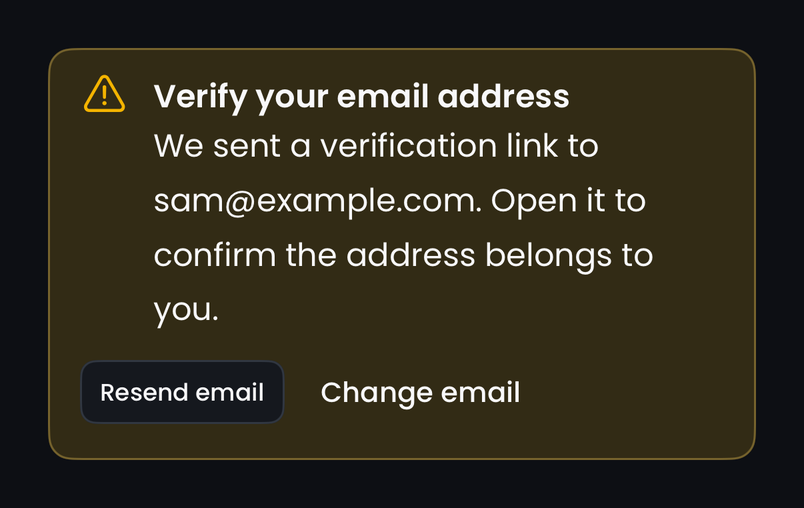 Verify your email address
We sent a verification link to
sam@example.com. Open it to
confirm the address belongs to
you.
Resend email
Change email